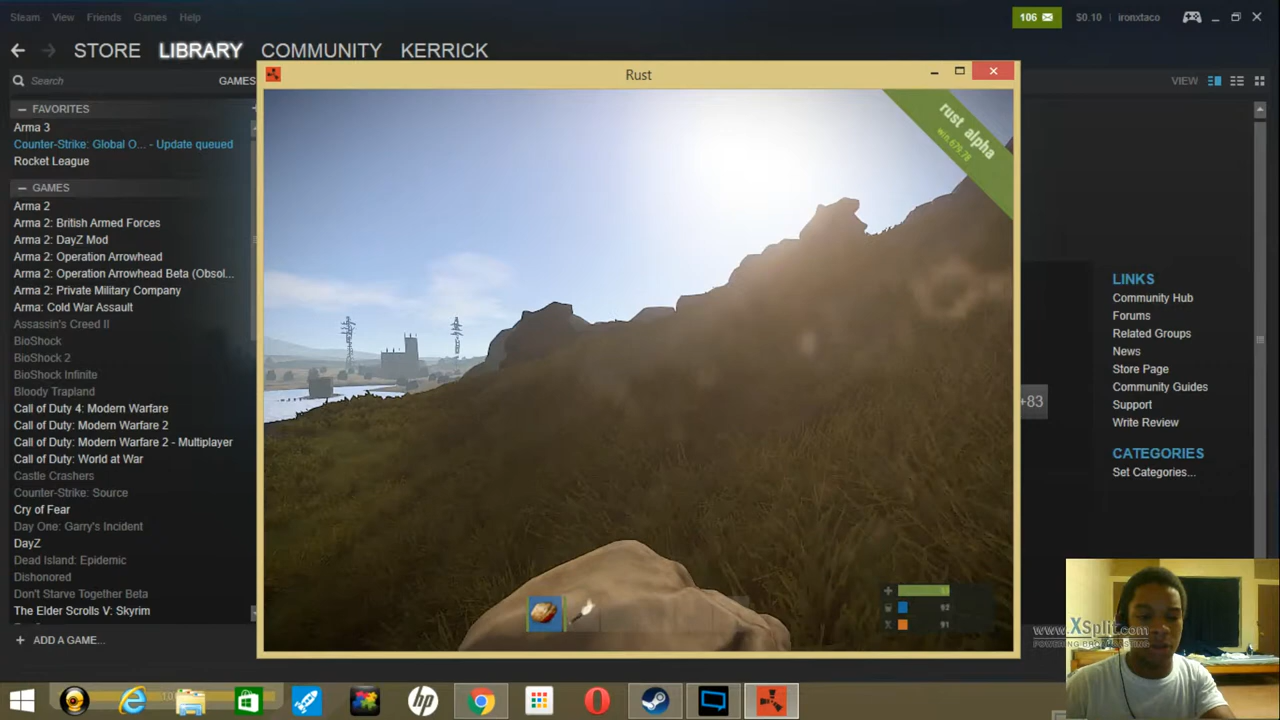 Steam View Friends Games Help
106
$0.10 ironxtaco
STORE LIBRARY COMMUNITY KERRICK
Search GAMES
VIEW
Rust
FAVORITES
Arma 3
Counter-Strike: Global O... - Update queued
Rocket League
GAMES
Arma 2
Arma 2: British Armed Forces
Arma 2: DayZ Mod
Arma 2: Operation Arrowhead
Arma 2: Operation Arrowhead Beta (Obsol...
Arma 2: Private Military Company
Arma: Cold War Assault
Assassin's Creed II
BioShock
BioShock 2
BioShock Infinite
Bloody Trapland
Call of Duty 4: Modern Warfare
Call of Duty: Modern Warfare 2
Call of Duty: Modern Warfare 2 - Multiplayer
Call of Duty: World at War
Castle Crashers
Counter-Strike: Source
Cry of Fear
Day One: Garry's Incident
DayZ
Dead Island: Epidemic
Dishonored
Don't Starve Together Beta
The Elder Scrolls V: Skyrim
+ ADD A GAME...
rust alpha
LINKS
Community Hub
Forums
Related Groups
News
Store Page
Community Guides
Support
Write Review
CATEGORIES
Set Categories...
+83
92
91
www.XSplit.com
hp